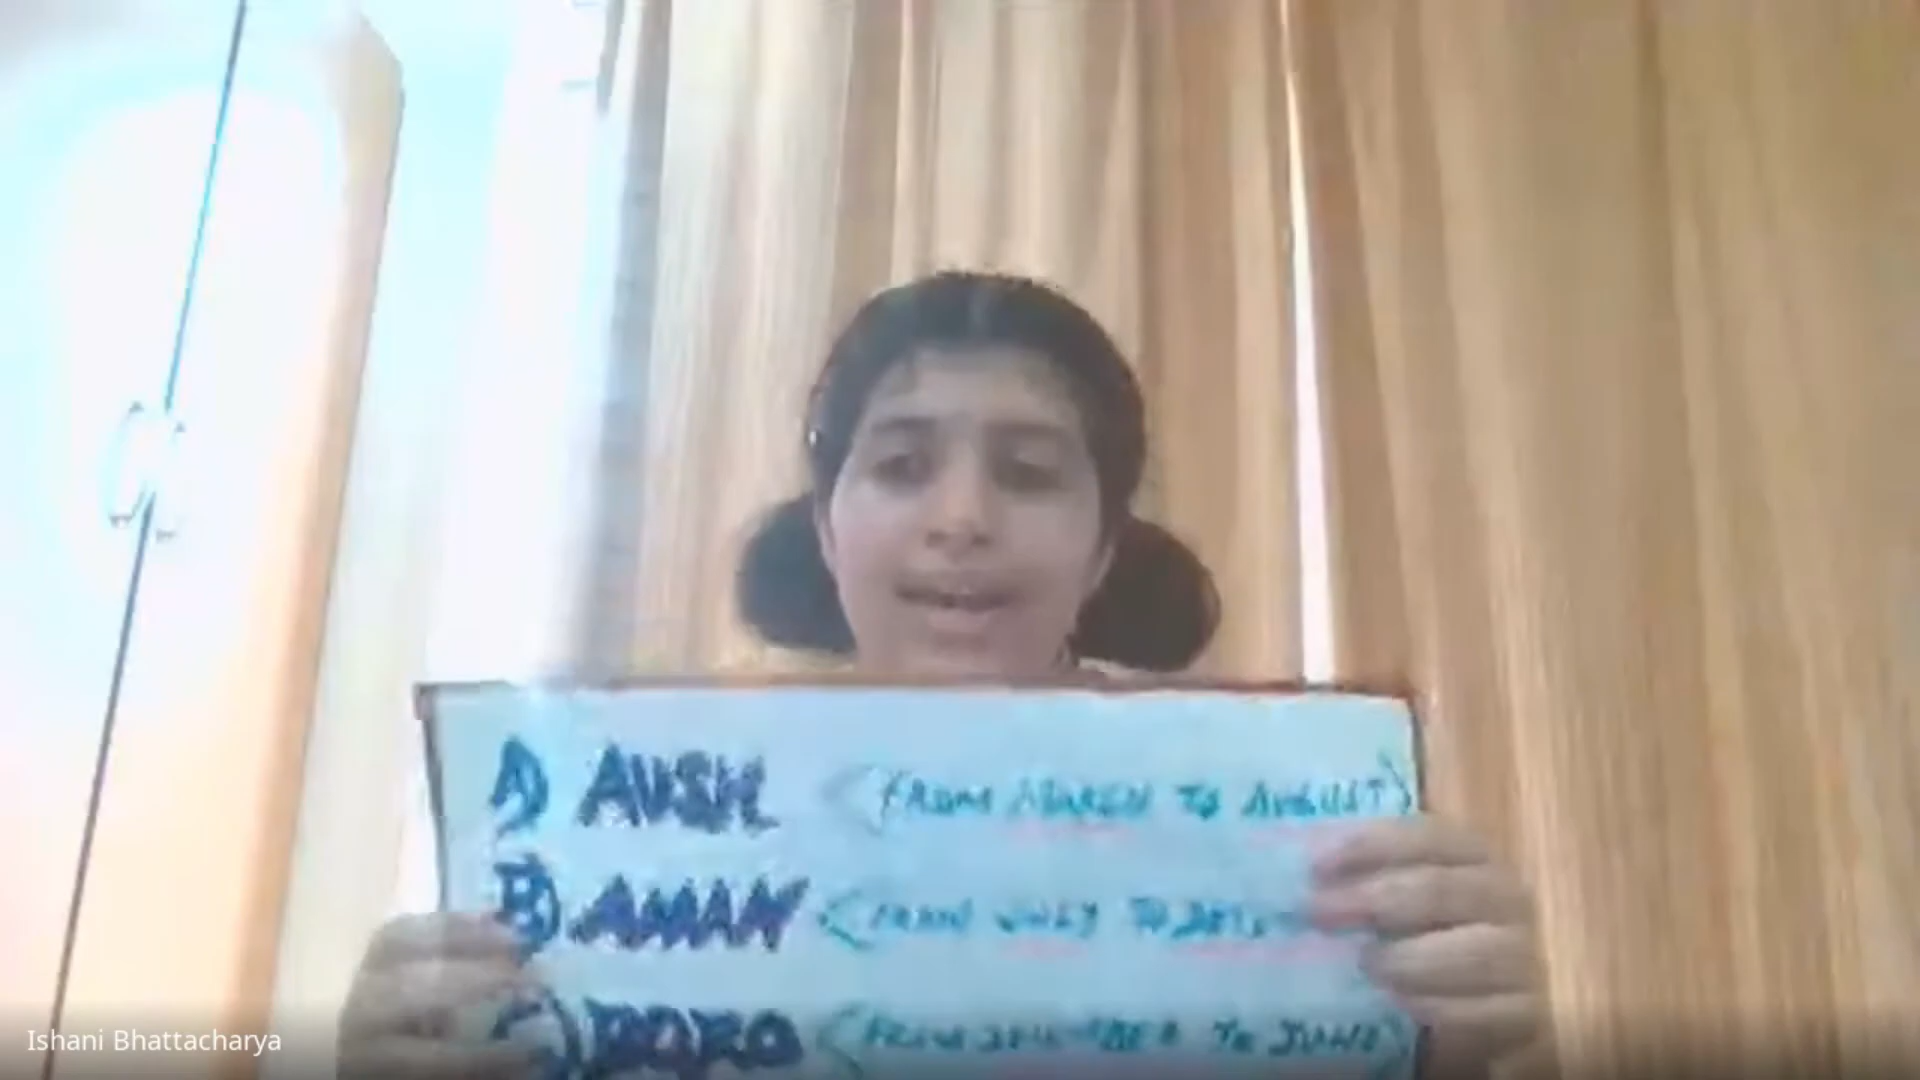 A) AUSH (FROM MARCH TO AUGUST)
B) AMAN (FROM JULY TO
BORO (FROM DECEMBER TO JUNE)
Ishani Bhattacharya